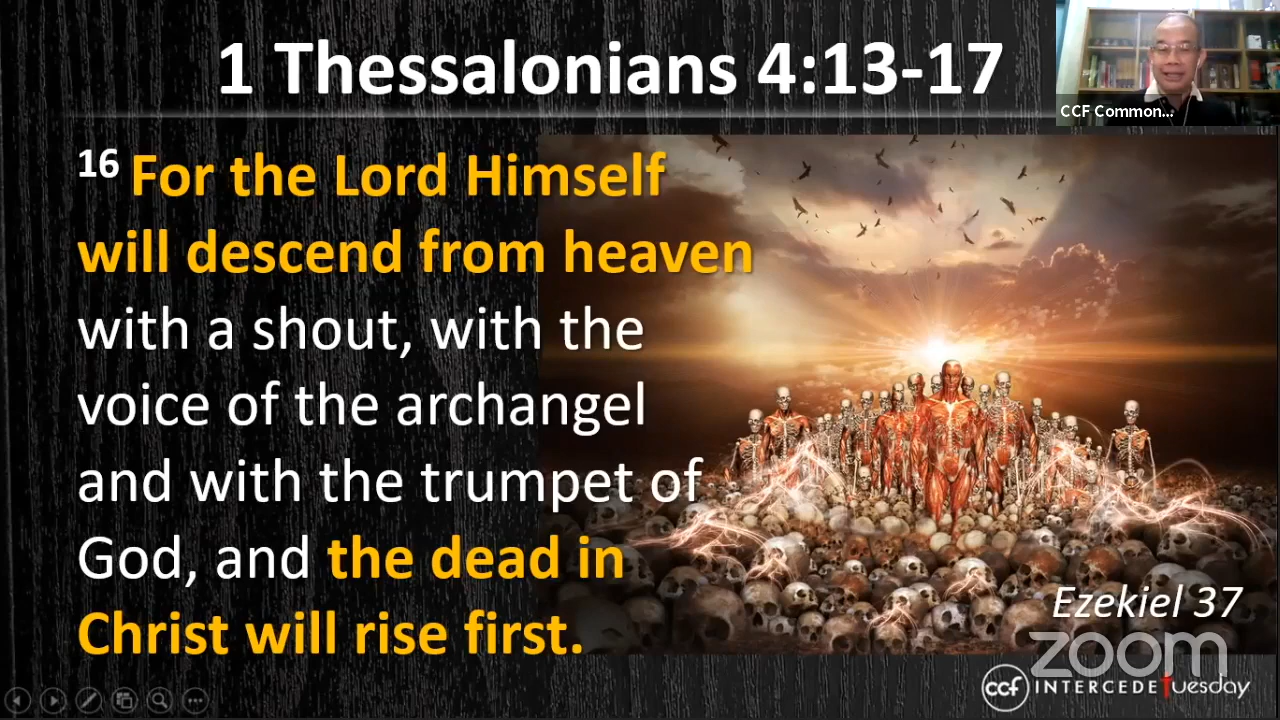 1 Thessalonians 4:13-17
CCF Common...
16 For the Lord Himself
will descend from heaven
with a shout, with the
voice of the archangel
and with the trumpet of
God, and the dead in
Christ will rise first.
Ezekiel 37
zoom
ccf INTERCEDE Tuesday